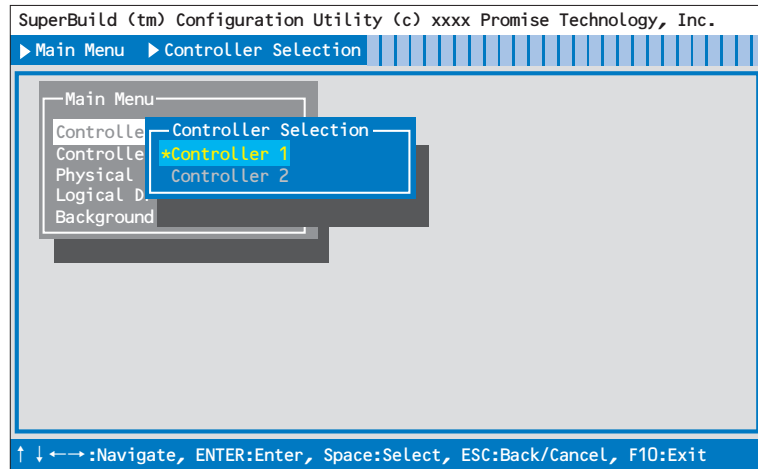 SuperBuild (tm) Configuration Utility (c) xxxx Promise Technology, Inc.
▶Main Menu ▶Controller Selection
Main Menu
Controlle
Controller Selection
Controlle
*Controller 1
Physical
Controller 2
Logical D
Background
↑↓←→:Navigate, ENTER:Enter, Space:Select, ESC:Back/Cancel, F10:Exit